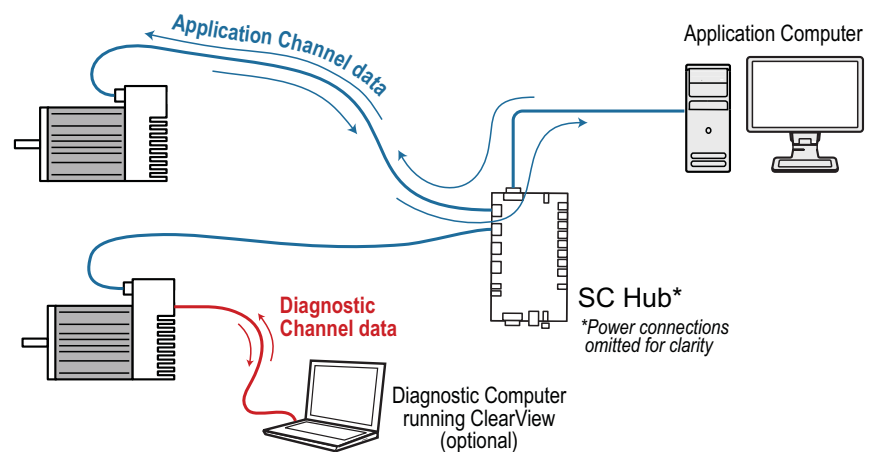 Application Channel data
Application Computer
SC Hub*
*Power connections
omitted for clarity
Diagnostic
Channel data
Diagnostic Computer
running ClearView
(optional)